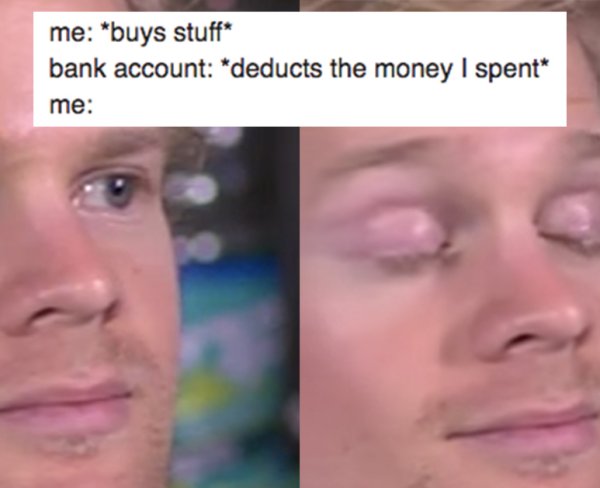 me: *buys stuff*
bank account: *deducts the money I spent*
me: